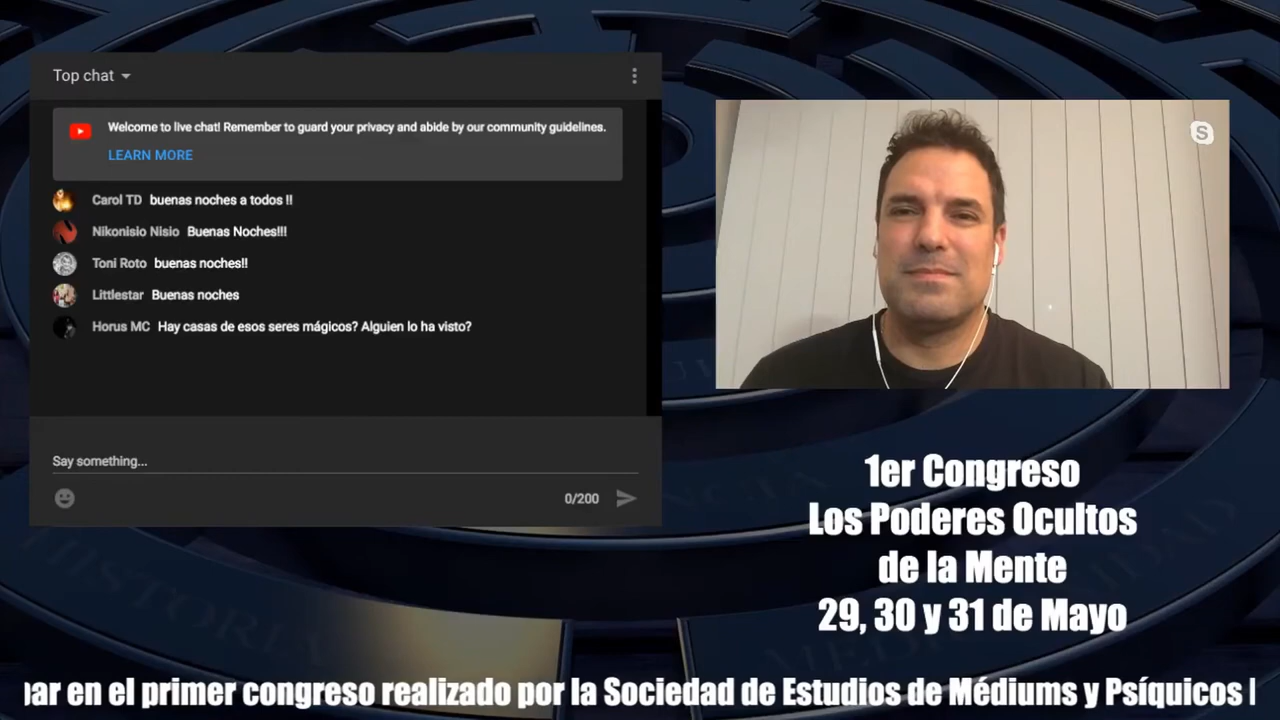 Top chat
Welcome to live chat! Remember to guard your privacy and abide by our community guidelines.
LEARN MORE
Carol TD buenas noches a todos !!
Nikonisio Nisio Buenas Noches!!!
Toni Roto buenas noches!!
Littlestar Buenas noches
Horus MC Hay casas de esos seres mágicos? Alguien lo ha visto?
Say something...
0/200
S
1er Congreso
Los Poderes Ocultos
de la Mente
29, 30 y 31 de Mayo
HISTORIA
en el primer congreso realizado por la Sociedad de Estudios de Médiums y Psíquicos